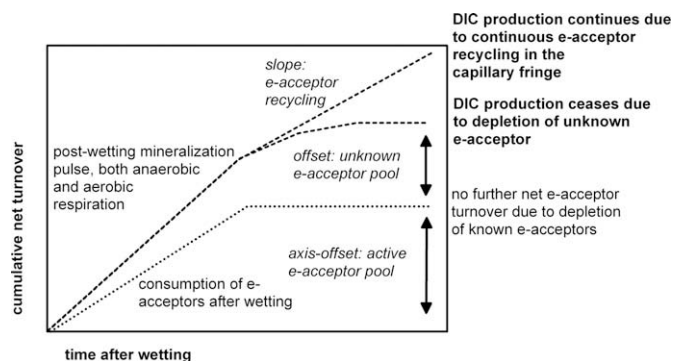 DIC production continues due
to continuous e-acceptor
recycling in the
capillary fringe
slope:
e-acceptor
recycling
DIC production ceases due
to depletion of unknown
e-acceptor
post-wetting mineralization
pulse, both anaerobic
and aerobic
respiration
offset: unknown
e-acceptor pool
no further net e-acceptor
turnover due to depletion
of known e-acceptors
axis-offset: active
e-acceptor pool
consumption of e-
acceptors after wetting
cumulative net turnover
time after wetting